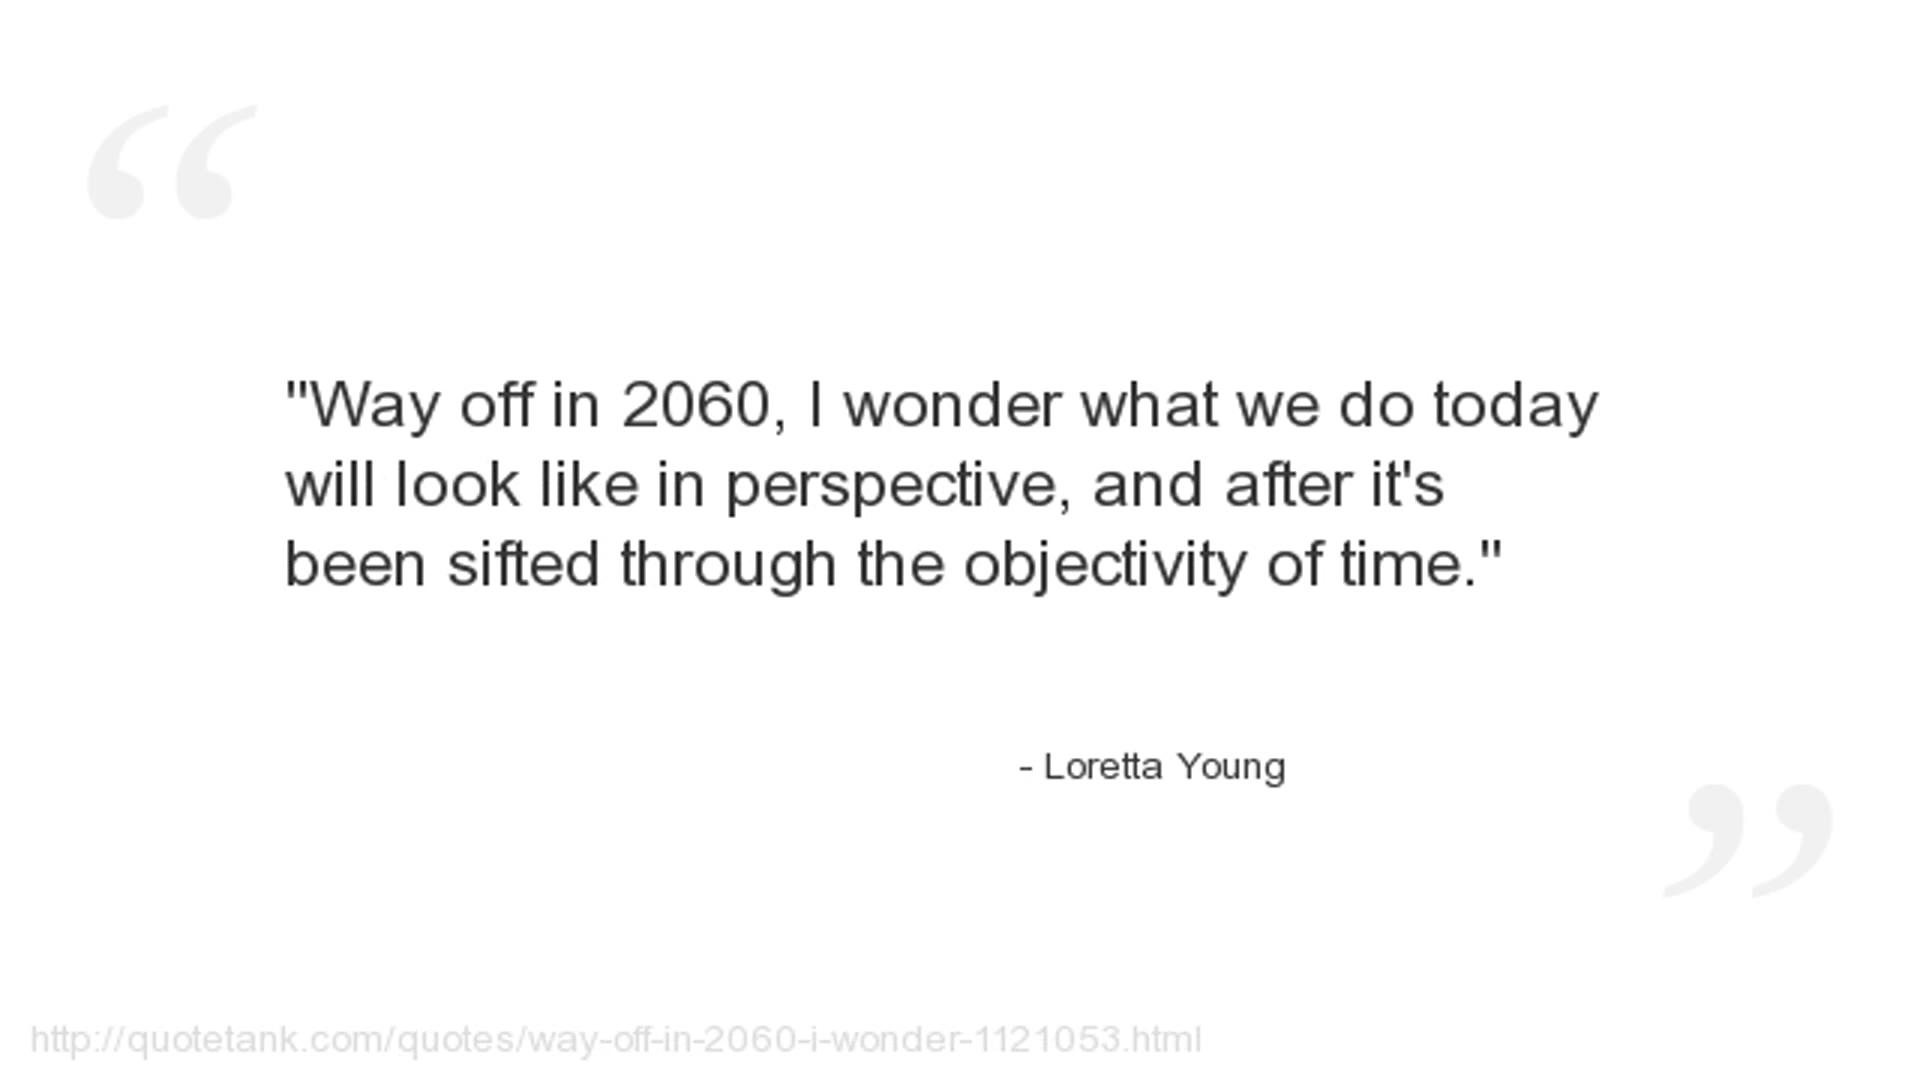 "Way off in 2060, I wonder what we do today
will look like in perspective, and after it's
been sifted through the objectivity of time."
- Loretta Young
http://quotetank.com/quotes/way-off-in-2060-i-wonder-1121053.html